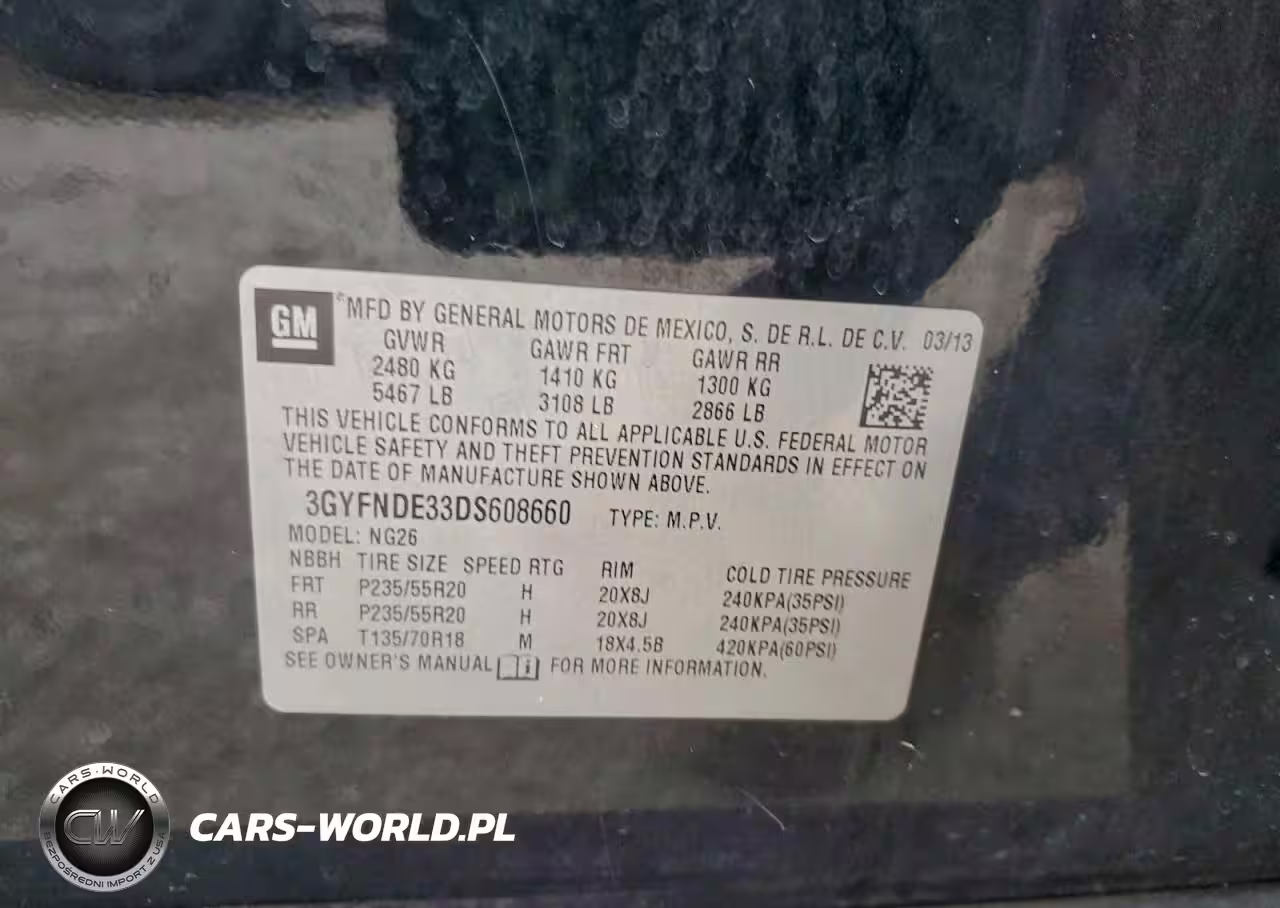 GM
®MFD BY GENERAL MOTORS DE MEXICO, S. DE R.L. DE C.V. 03/13
GVWR GAWR FRT GAWR RR
2480 KG 1410 KG 1300 KG
5467 LB 3108 LB 2866 LB
THIS VEHICLE CONFORMS TO ALL APPLICABLE U.S. FEDERAL MOTOR
VEHICLE SAFETY AND THEFT PREVENTION STANDARDS IN EFFECT ON
THE DATE OF MANUFACTURE SHOWN ABOVE.
3GYFNDE33DS608660 TYPE: M.P.V.
MODEL: NG26
NBBH TIRE SIZE SPEED RTG RIM COLD TIRE PRESSURE
FRT P235/55R20 H 20X8J 240KPA(35PSI)
RR P235/55R20 H 20X8J 240KPA(35PSI)
SPA T135/70R18 M 18X4.5B 420KPA(60PSI)
SEE OWNER'S MANUAL FOR MORE INFORMATION.
CARS-WORLD
CW
BEZPOŚREDNI IMPORT Z USA
CARS-WORLD.PL